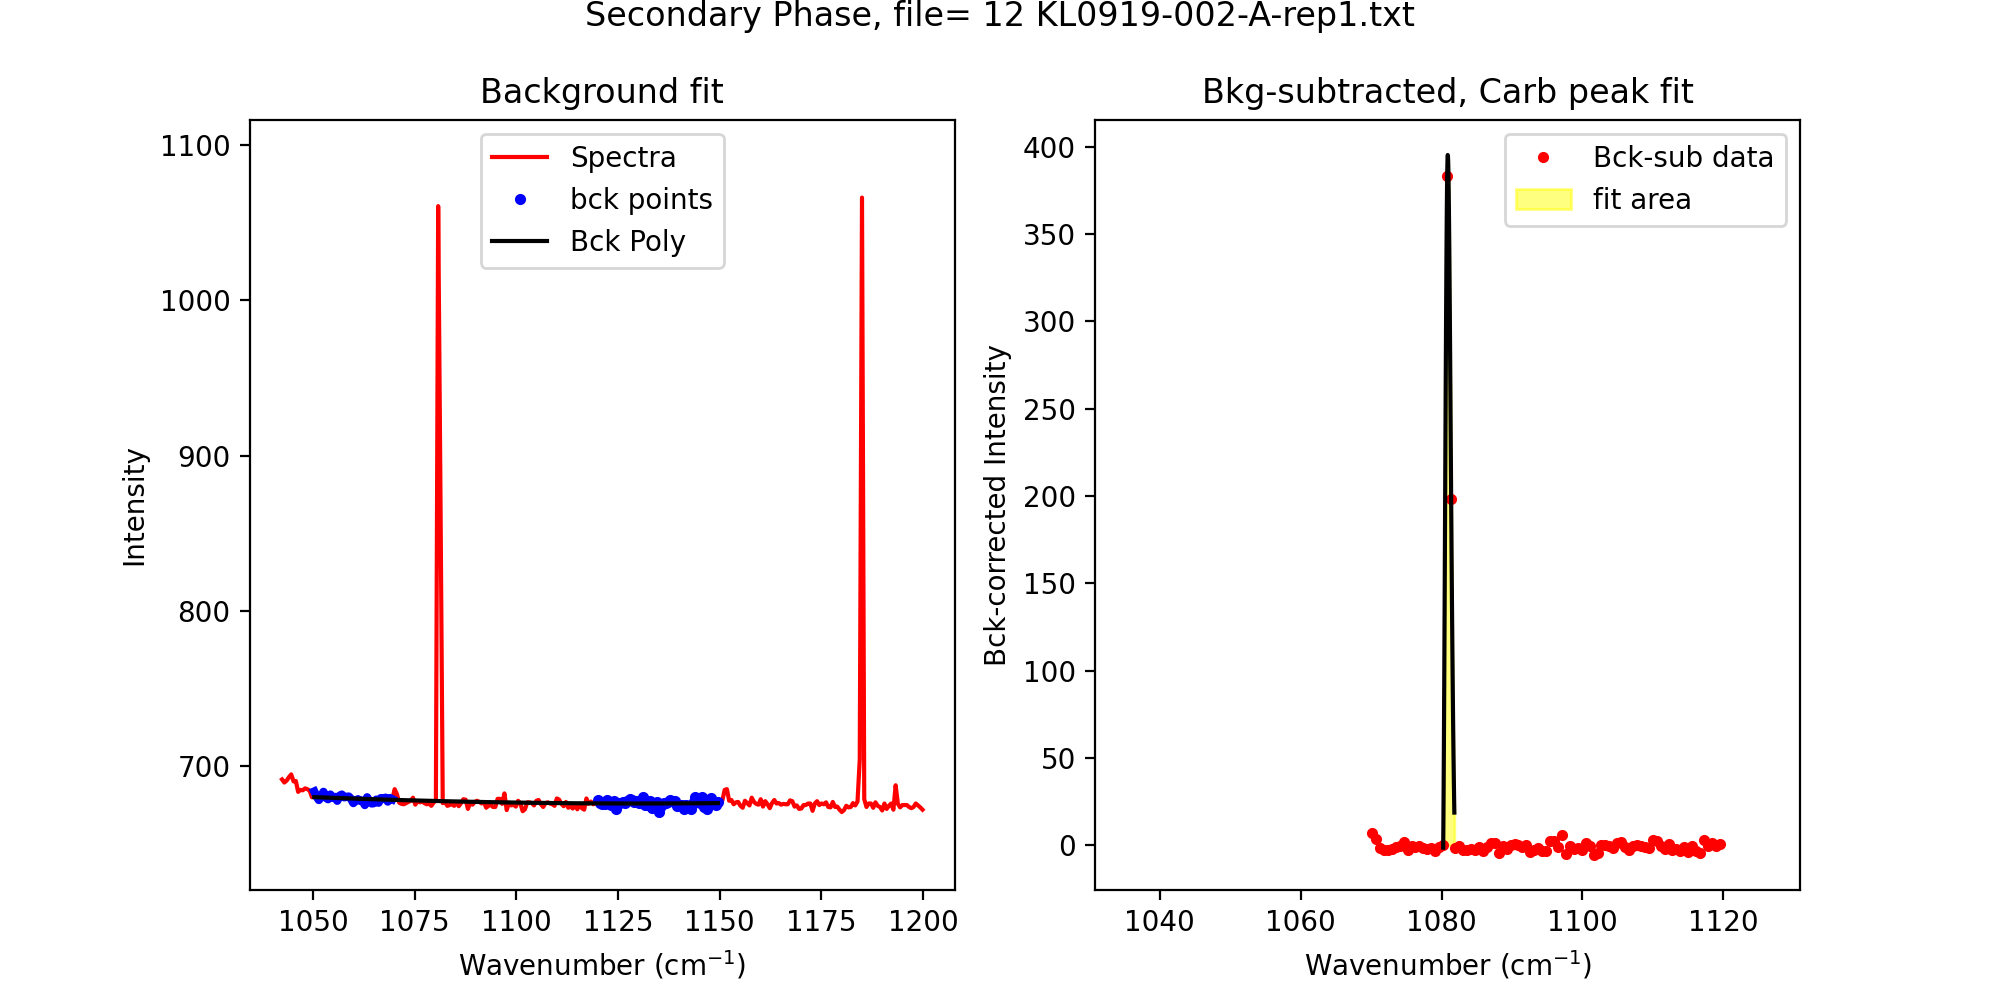 Secondary Phase, file= 12 KL0919-002-A-rep1.txt
Background fit
Spectra
bck points
Bck Poly
1100
1000
900
800
700
Intensity
1050 1075 1100 1125 1150 1175 1200
Wavenumber (cm⁻¹)
Bkg-subtracted, Carb peak fit
Bck-sub data
fit area
400
350
300
250
200
150
100
50
0
Bck-corrected Intensity
1040 1060 1080 1100 1120
Wavenumber (cm⁻¹)